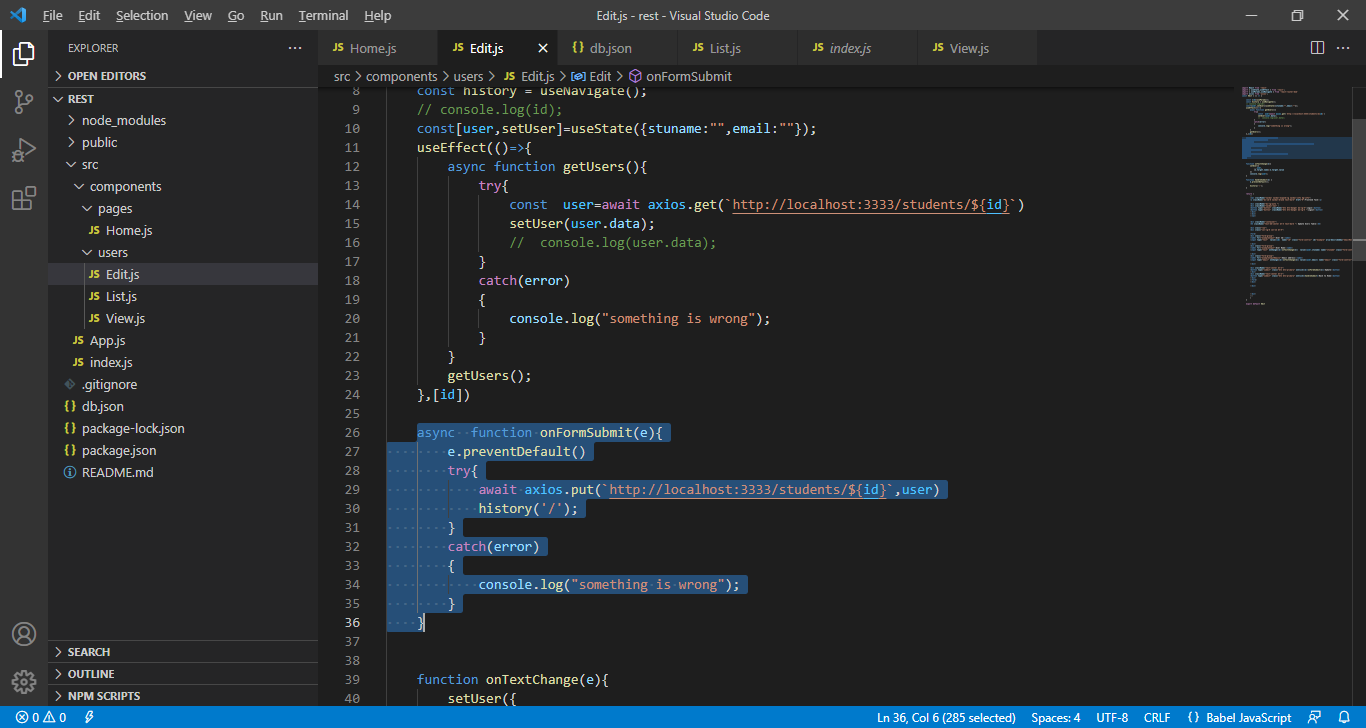 File Edit Selection View Go Run Terminal Help Edit.js - rest - Visual Studio Code
EXPLORER
OPEN EDITORS
REST
node_modules
public
src
components
pages
JS Home.js
users
JS Edit.js
JS List.js
JS View.js
JS App.js
JS index.js
.gitignore
{} db.json
{} package-lock.json
{} package.json
README.md
SEARCH
OUTLINE
NPM SCRIPTS
JS Home.js JS Edit.js {} db.json JS List.js JS index.js JS View.js
src > components > users > JS Edit.js > Edit > onFormSubmit
8 const history = useNavigate();
9 // console.log(id);
10 const[user,setUser]=useState({stuname:"",email:""});
11 useEffect(()=>{
12 async function getUsers(){
13 try{
14 const  user=await axios.get(`http://localhost:3333/students/${id}`)
15 setUser(user.data);
16 //  console.log(user.data);
17 }
18 catch(error)
19 {
20 console.log("something is wrong");
21 }
22 }
23 getUsers();
24 },[id])
25
26 async  function onFormSubmit(e){
27 e.preventDefault()
28 try{
29 await axios.put(`http://localhost:3333/students/${id}`,user)
30 history('/');
31 }
32 catch(error)
33 {
34 console.log("something is wrong");
35 }
36 }
37
38
39 function onTextChange(e){
40 setUser({
0 0 Ln 36, Col 6 (285 selected) Spaces: 4 UTF-8 CRLF {} Babel JavaScript